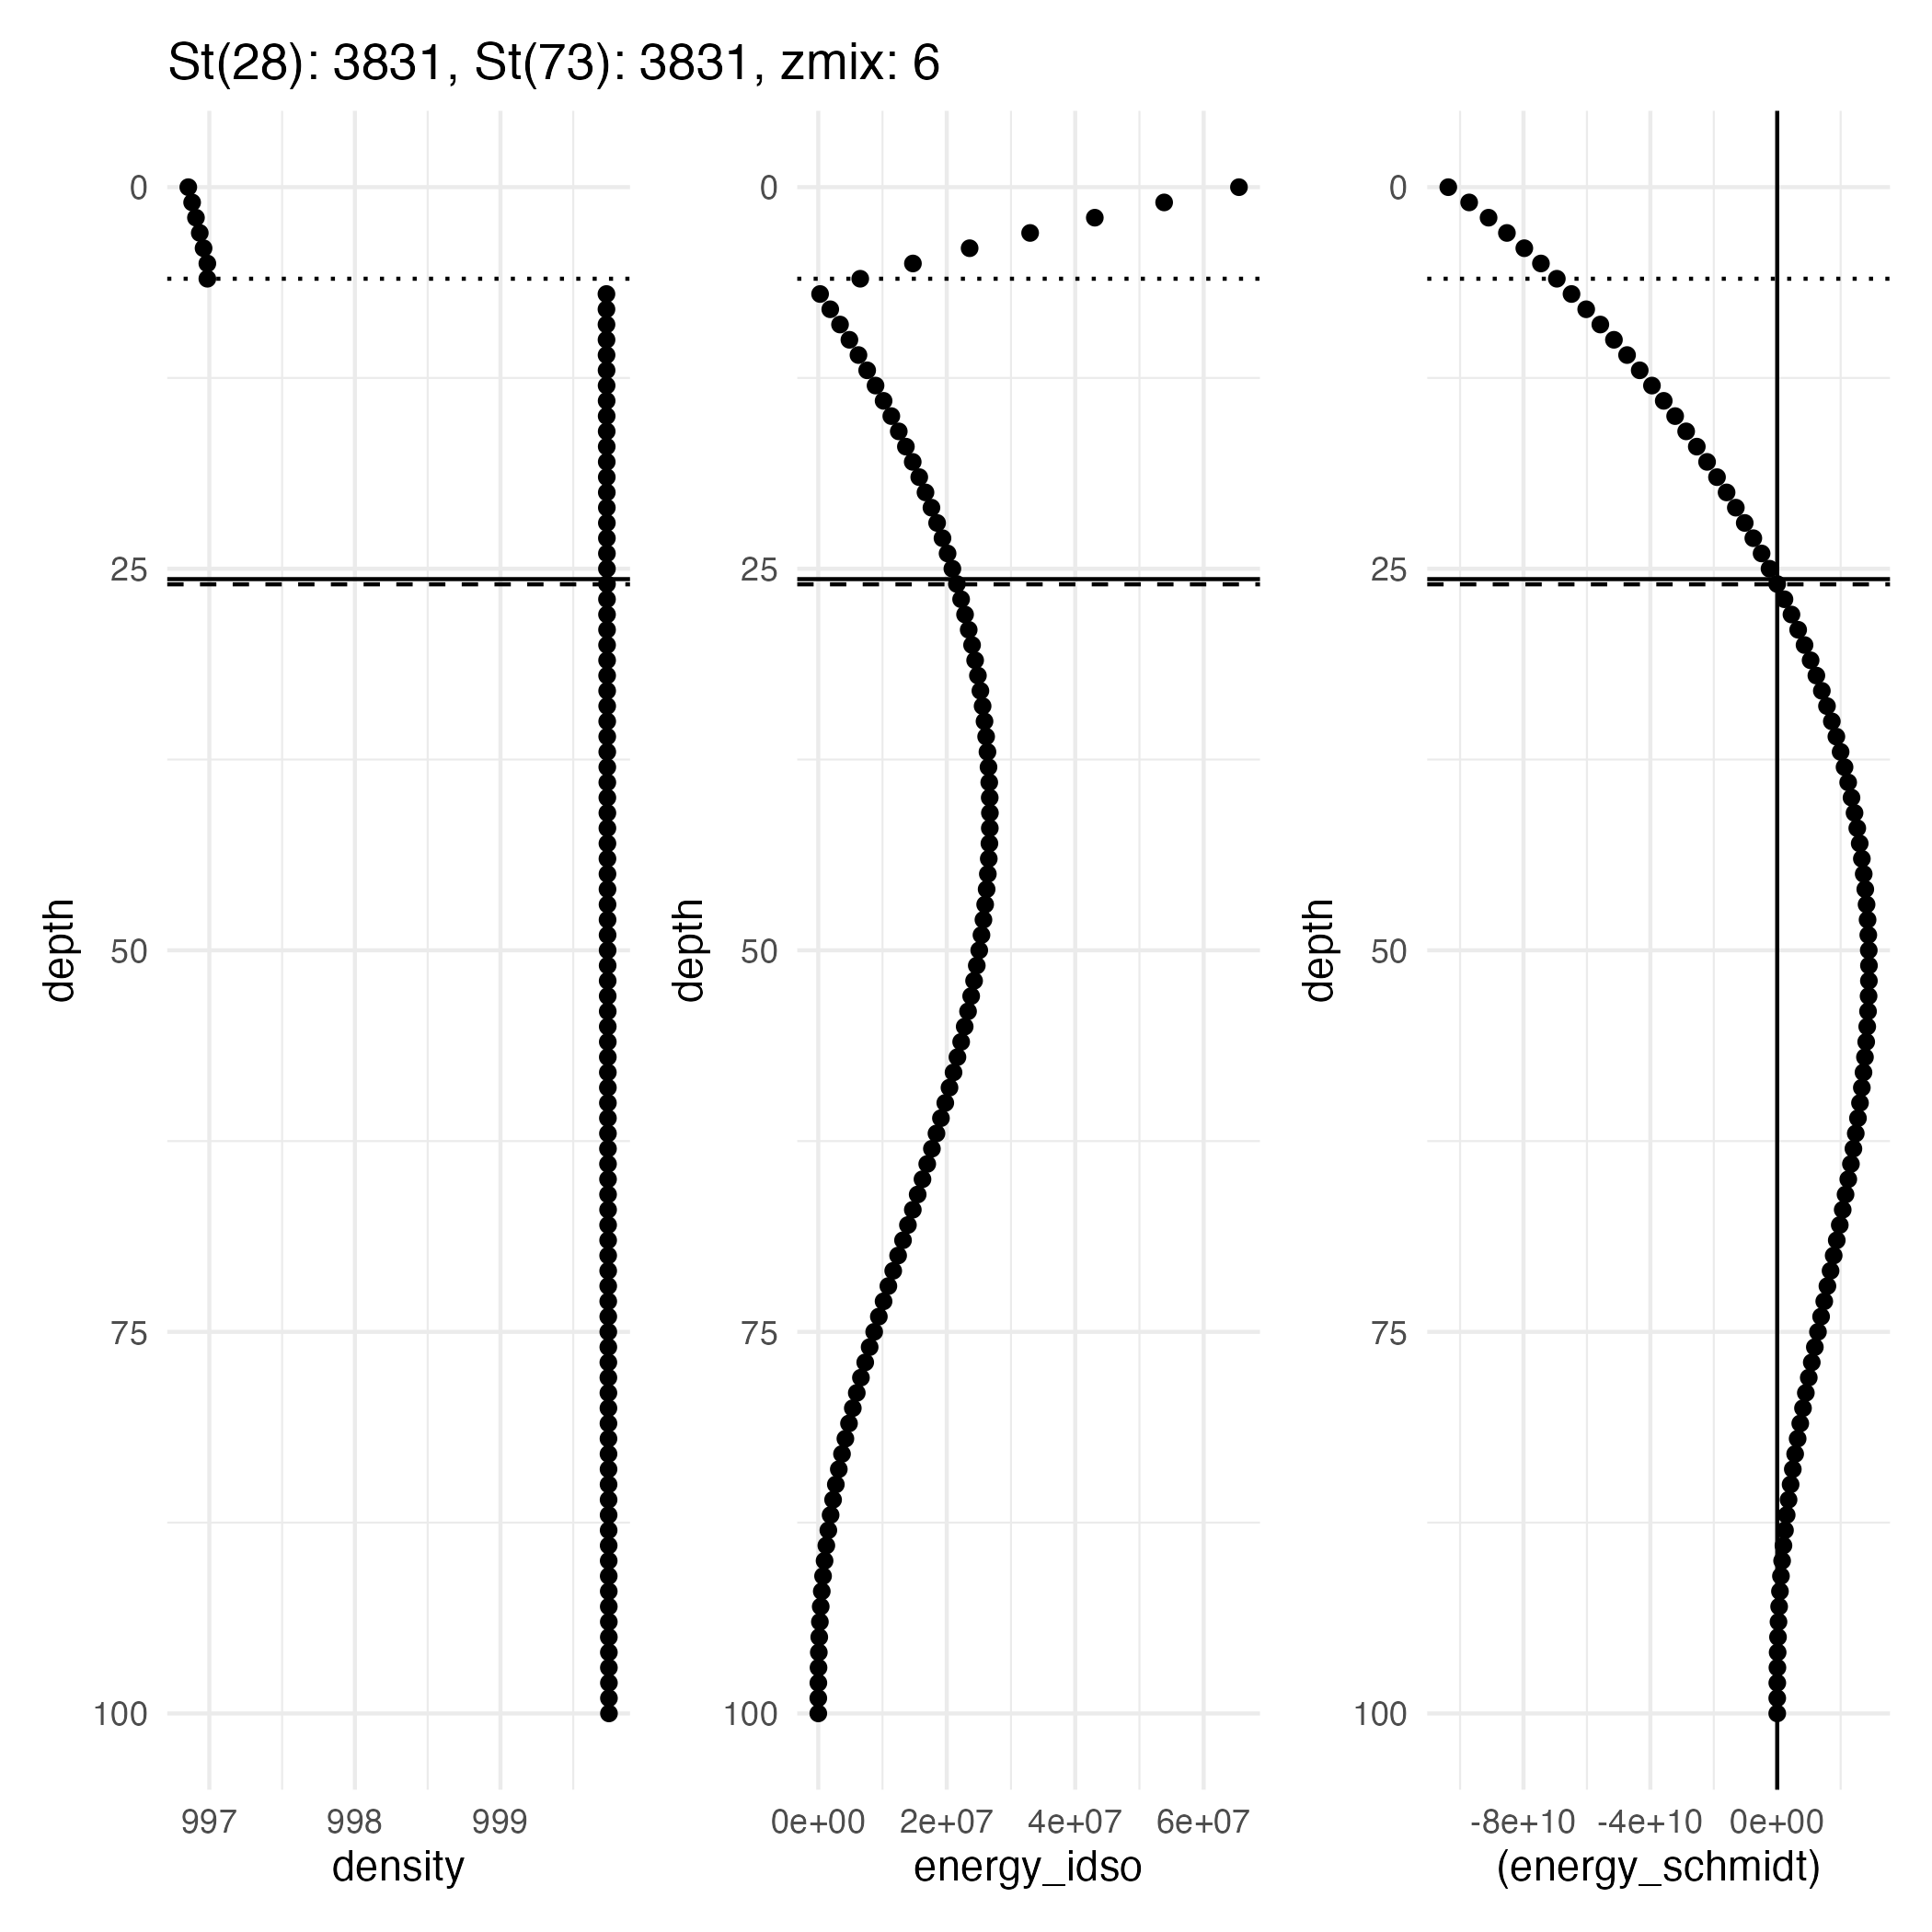 St(28): 3831, St(73): 3831, zmix: 6
0
25
50
75
100
depth
997
998
999
density
0
25
50
75
100
depth
0e+00
2e+07
4e+07
6e+07
energy_idso
0
25
50
75
100
depth
-8e+10
-4e+10
0e+00
(energy_schmidt)